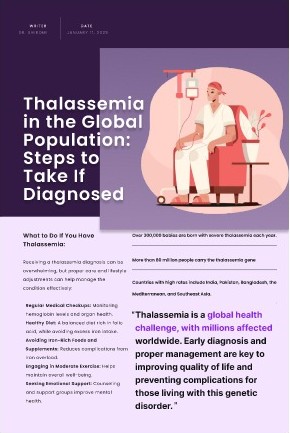 WRITER
DATE
JANUARY 11, 2025
Thalassemia
in the Global
Population:
Steps to
Take If
Diagnosed
What to Do If You Have
Thalassemia:
Receiving a thalassemia diagnosis can be
overwhelming, but proper care and lifestyle
adjustments can help manage the
condition effectively:
Regular Medical Checkups: Monitoring
hemoglobin levels and organ health.
Healthy Diet: A balanced diet rich in folic
acid, while avoiding excess iron intake.
Avoiding Iron-Rich Foods and
Supplements: Reduces complications from
iron overload.
Engaging in Moderate Exercise: Helps
maintain overall well-being.
Seeking Emotional Support: Counseling
and support groups can improve mental
health.
Over 300,000 babies are born with severe thalassemia each year.
More than 80 million people carry the thalassemia gene
Countries with high rates include India, Pakistan, Bangladesh, the
Mediterranean, and Southeast Asia.
"Thalassemia is a global health
challenge, with millions affected
worldwide. Early diagnosis and
proper management are key to
improving quality of life and
preventing complications for
those living with this genetic
disorder. "